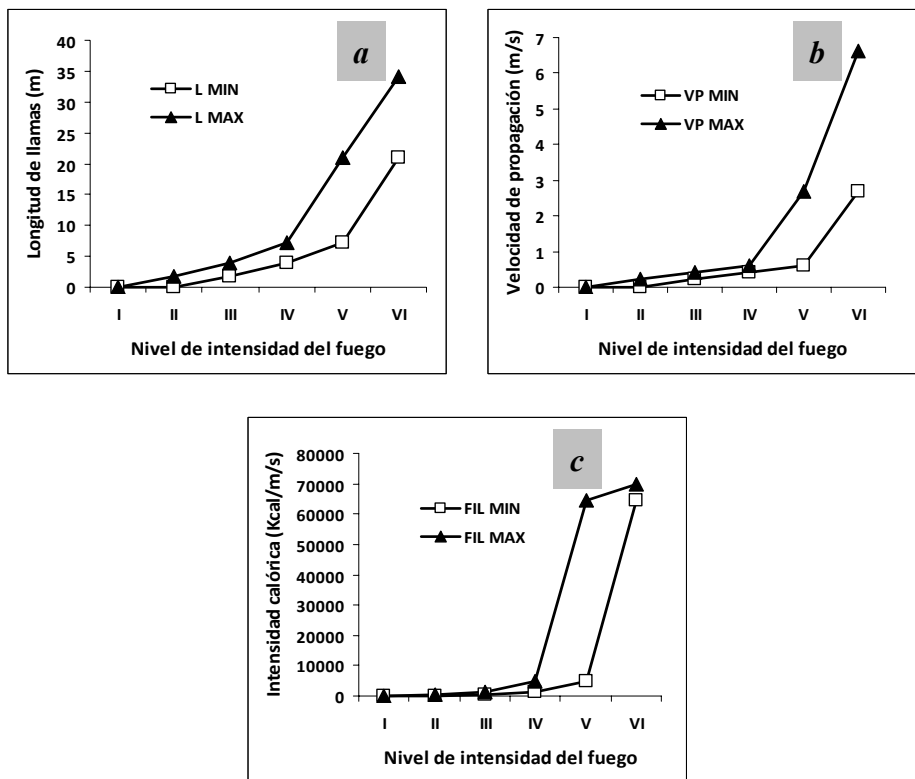 a
40
35
30
25
20
15
10
5
0
Longitud de llamas (m)
L MIN
L MAX
I II III IV V VI
Nivel de intensidad del fuego
b
7
6
5
4
3
2
1
0
Velocidad de propagación (m/s)
VP MIN
VP MAX
I II III IV V VI
Nivel de intensidad del fuego
c
80000
70000
60000
50000
40000
30000
20000
10000
0
Intensidad calórica (Kcal/m/s)
FIL MIN
FIL MAX
I II III IV V VI
Nivel de intensidad del fuego